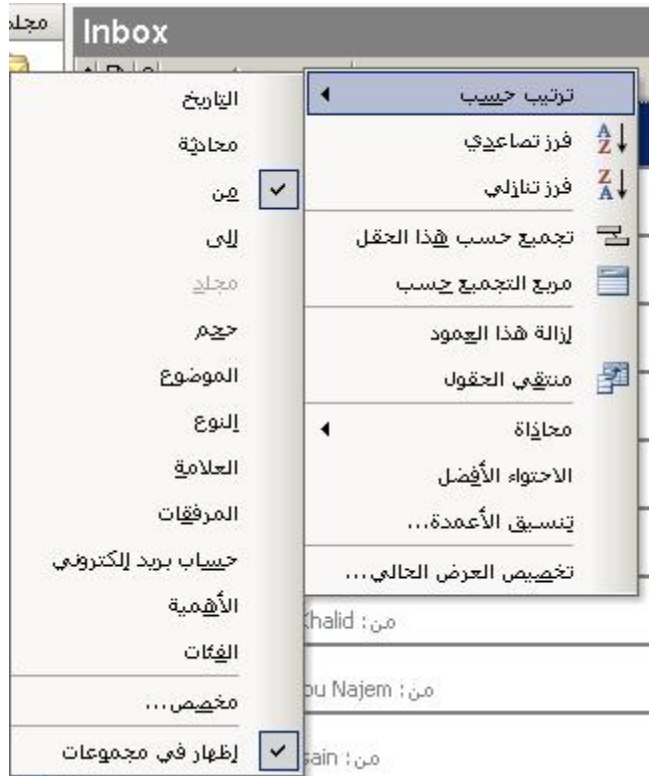 مجلد
Inbox
ترتيب حسب
فرز تصاعدي
فرز تنازلي
تجميع حسب هذا الحقل
مربع التجميع حسب
إزالة هذا العمود
منتقي الحقول
محاذاة
الاحتواء الأفضل
تنسيق الأعمدة...
تخصيص العرض الحالي...
التاريخ
محادثة
من
إلى
مجلد
حجم
الموضوع
النوع
العلامة
المرفقات
حساب بريد إلكتروني
الأهمية
الفئات
مخصص...
إظهار في مجموعات
من: Khalid
من: ou Najem
من: sain